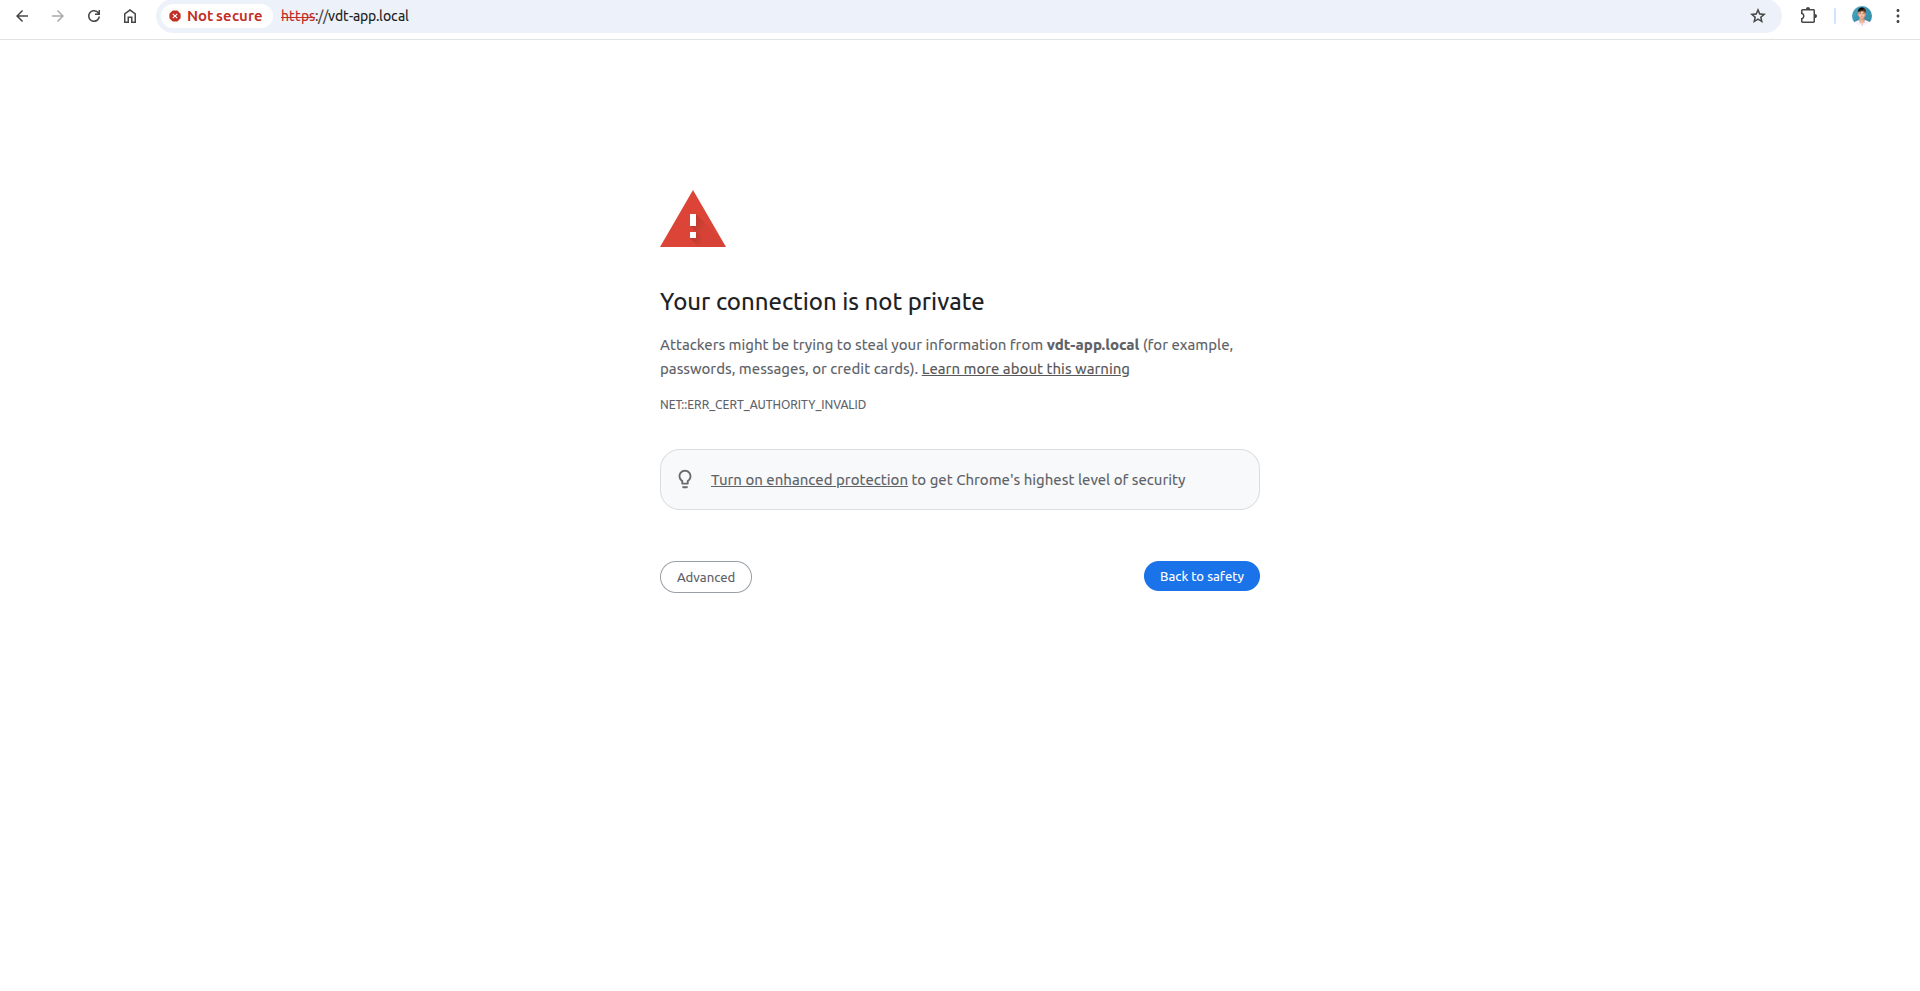 Not secure https://vdt-app.local
Your connection is not private
Attackers might be trying to steal your information from vdt-app.local (for example,
passwords, messages, or credit cards). Learn more about this warning
NET::ERR_CERT_AUTHORITY_INVALID
Turn on enhanced protection to get Chrome's highest level of security
Advanced
Back to safety